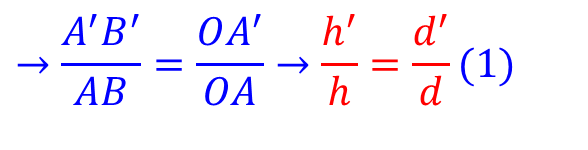 → A′B′/AB = OA′/OA → h′/h = d′/d (1)